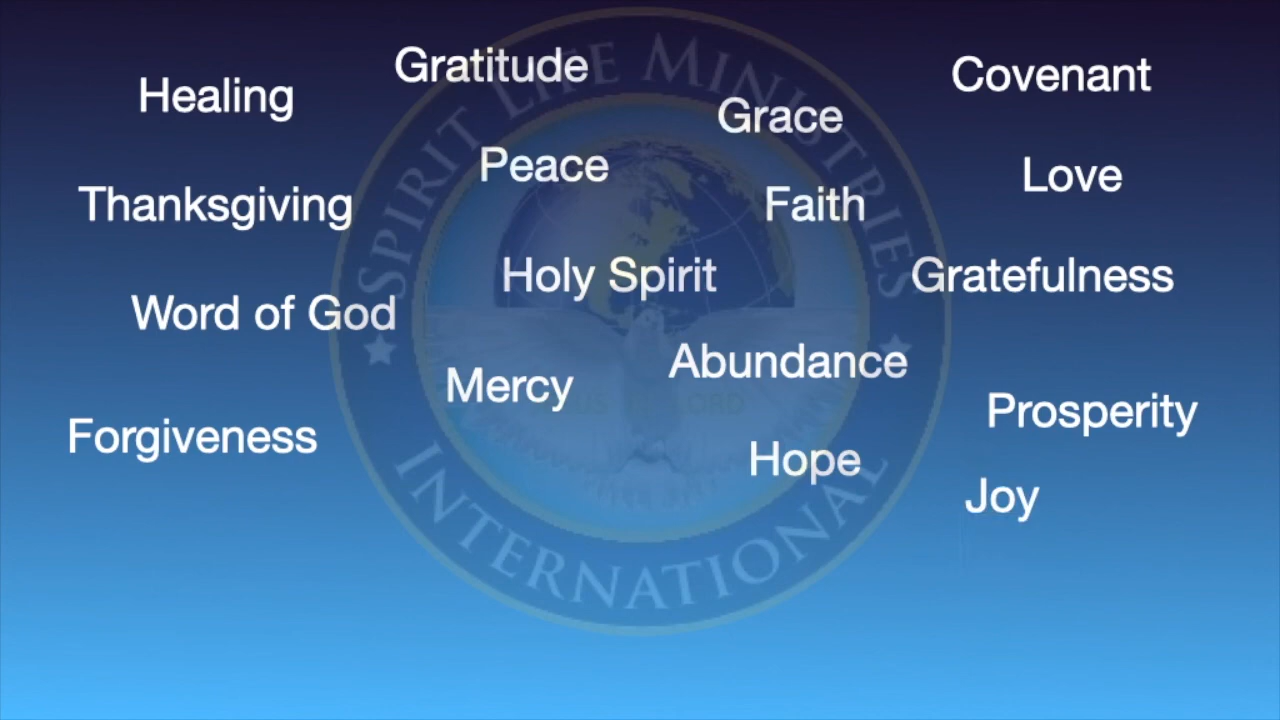 Gratitude
Covenant
Healing
Grace
Peace
Love
Thanksgiving
Faith
Holy Spirit
Gratefulness
Word of God
Abundance
Mercy
Prosperity
Forgiveness
Hope
Joy
SPIRIT LIFE MINISTRIES
INTERNATIONAL